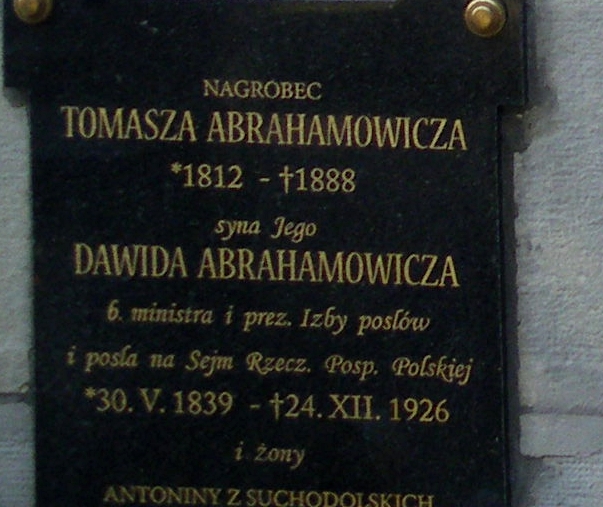 NAGROBEC
TOMASZA ABRAHAMOWICZA
*1812 - †1888
syna Jego
DAWIDA ABRAHAMOWICZA
b. ministra i prez. Izby posłów
i posła na Sejm Rzecz. Posp. Polskiej
*30. V. 1839 - †24. XII. 1926
i żony
ANTONINY Z SUCHODOLSKICH